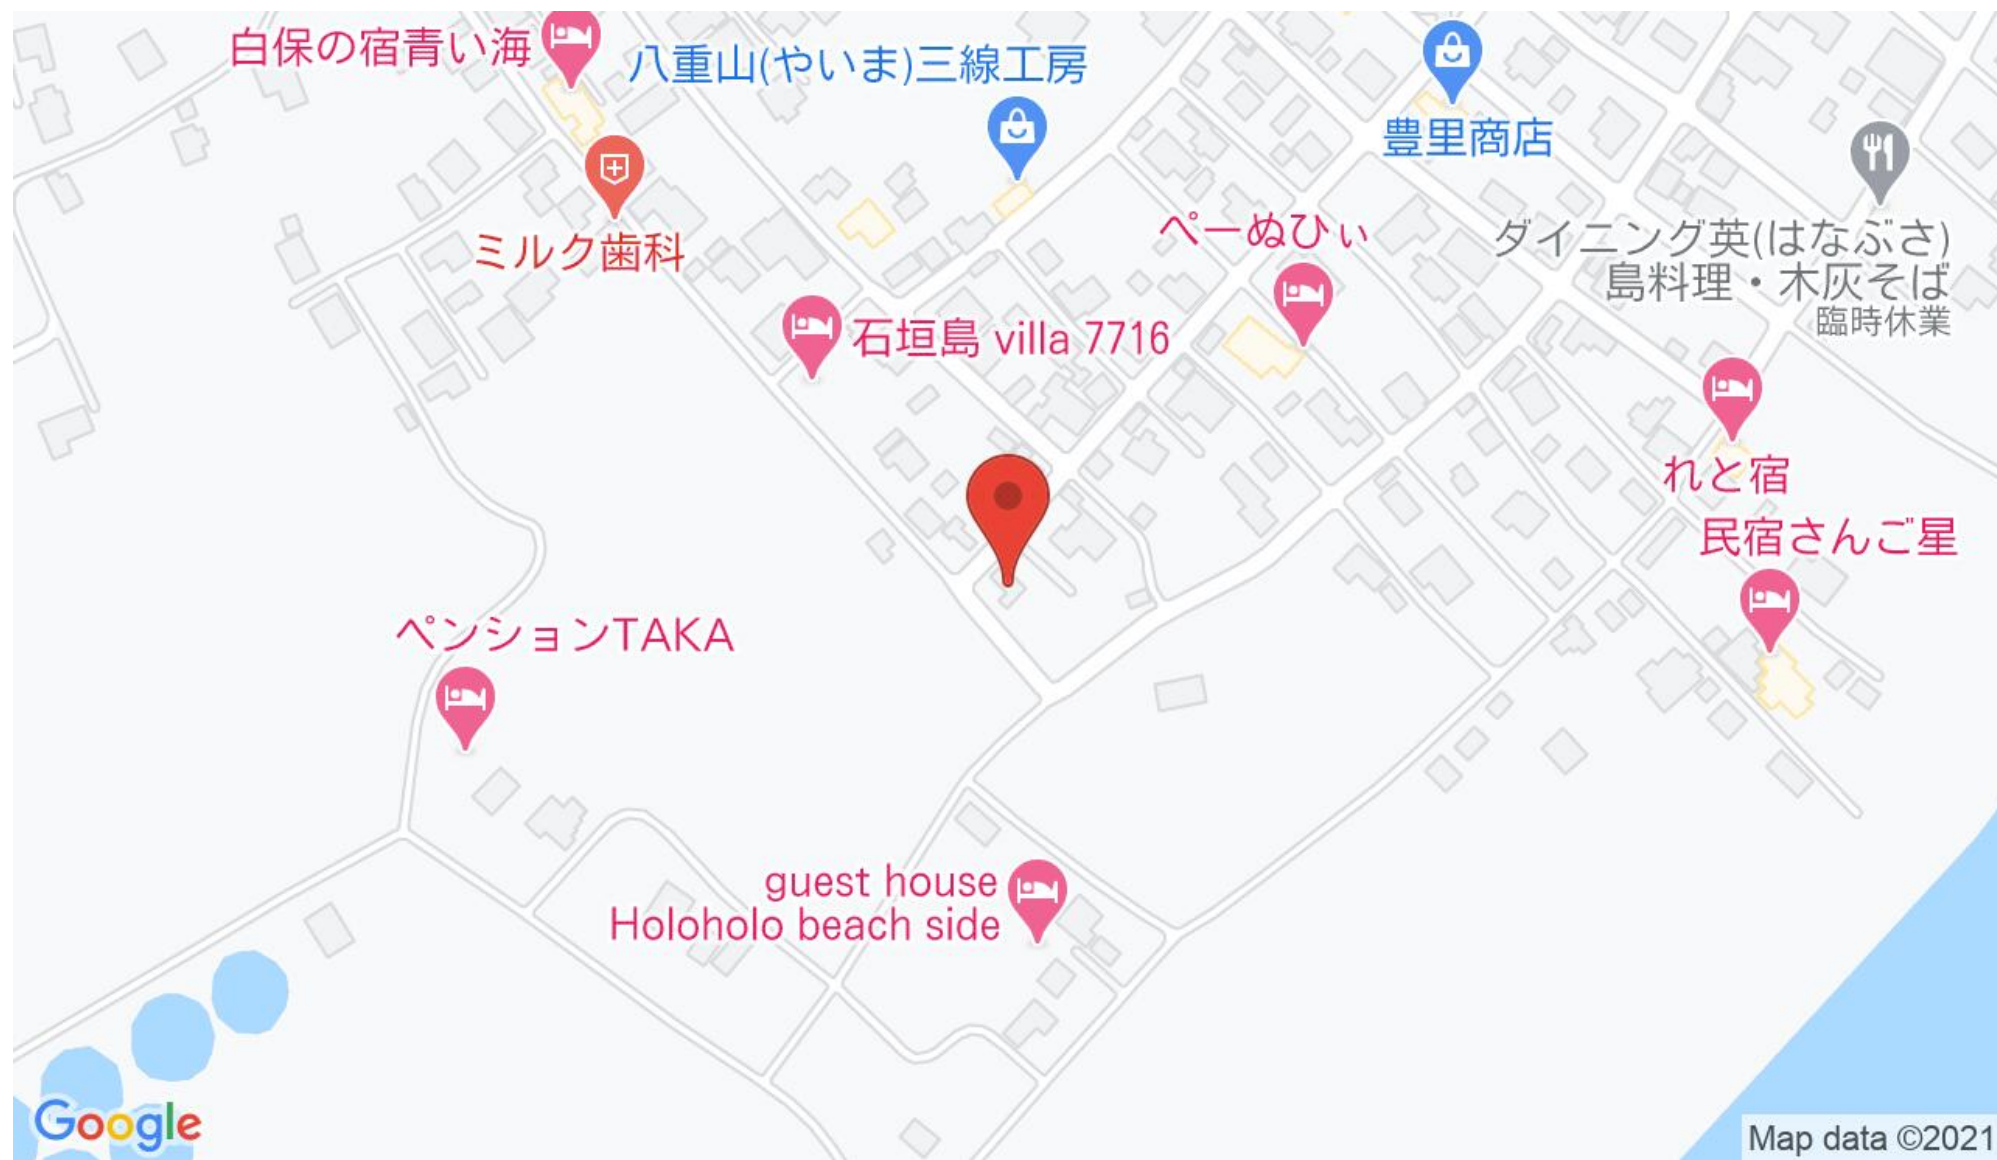 白保の宿青い海
八重山(やいま)三線工房
豊里商店
ミルク歯科
ぺーぬひぃ
ダイニング英(はなぶさ)
島料理・木灰そば
臨時休業
石垣島 villa 7716
れと宿
民宿さんご星
ペンションTAKA
guest house
Holoholo beach side
Google
Map data ©2021